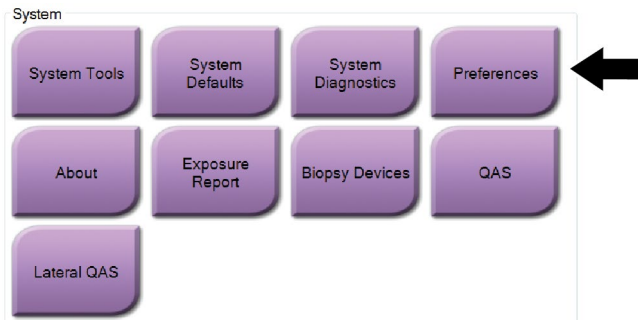 System
System Tools
System
Defaults
System
Diagnostics
Preferences
About
Exposure
Report
Biopsy Devices
QAS
Lateral QAS